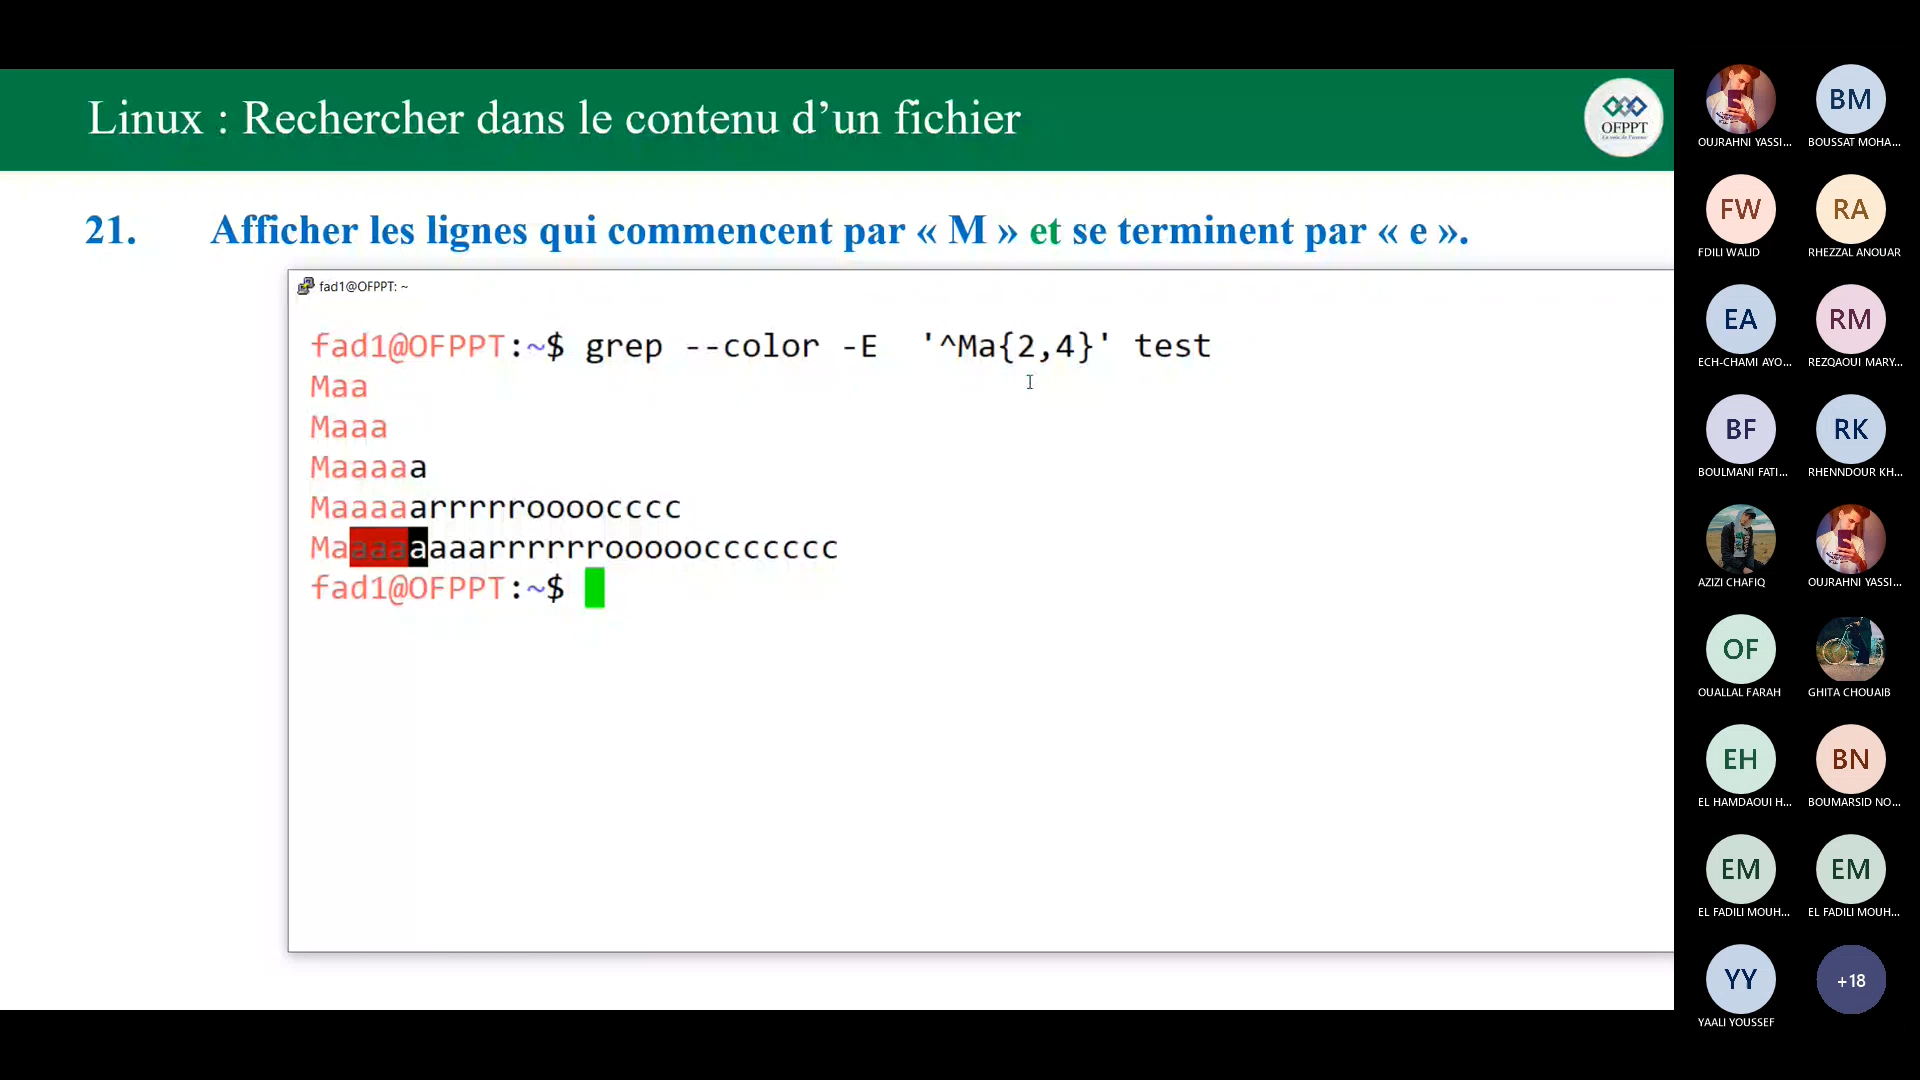 Linux : Rechercher dans le contenu d’un fichier
OFPPT
21. Afficher les lignes qui commencent par « M » et se terminent par « e ».
fad1@OFPPT: ~
fad1@OFPPT:~$ grep --color -E  '^Ma{2,4}' test
Maa
Maaa
Maaaaa
Maaaaarrrrroooocccc
Maaaaaaaarrrrrrooooocccccccc
fad1@OFPPT:~$
OUJRAHNI YASSI...
BM
BOUSSAT MOHA...
FW
FDILI WALID
RA
RHEZZAL ANOUAR
EA
ECH-CHAMI AYO...
RM
REZQAOUI MARY...
BF
BOULMANI FATI...
RK
RHENNDOUR KH...
AZIZI CHAFIQ
OUJRAHNI YASSI...
OF
OUALLAL FARAH
GHITA CHOUAIB
EH
EL HAMDAOUI H...
BN
BOUMARSID NO...
EM
EL FADILI MOUH...
EM
EL FADILI MOUH...
YY
YAALI YOUSSEF
+18